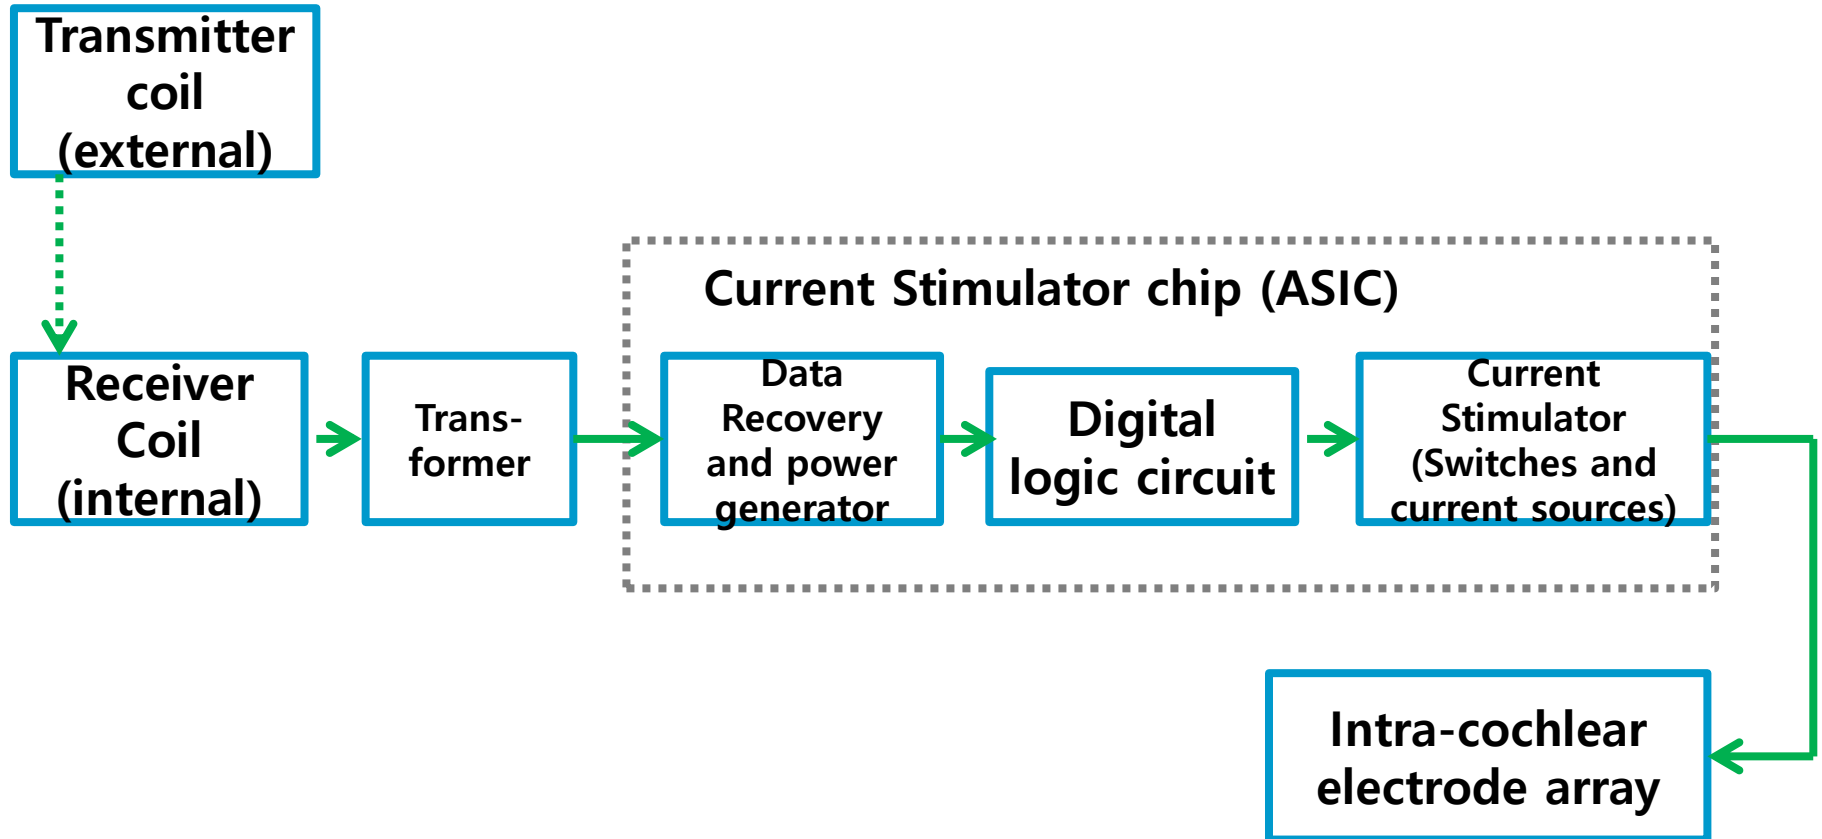 Transmitter
coil
(external)
Current Stimulator chip (ASIC)
Receiver
Coil
(internal)
Trans-
former
Data
Recovery
and power
generator
Digital
logic circuit
Current
Stimulator
(Switches and
current sources)
Intra-cochlear
electrode array